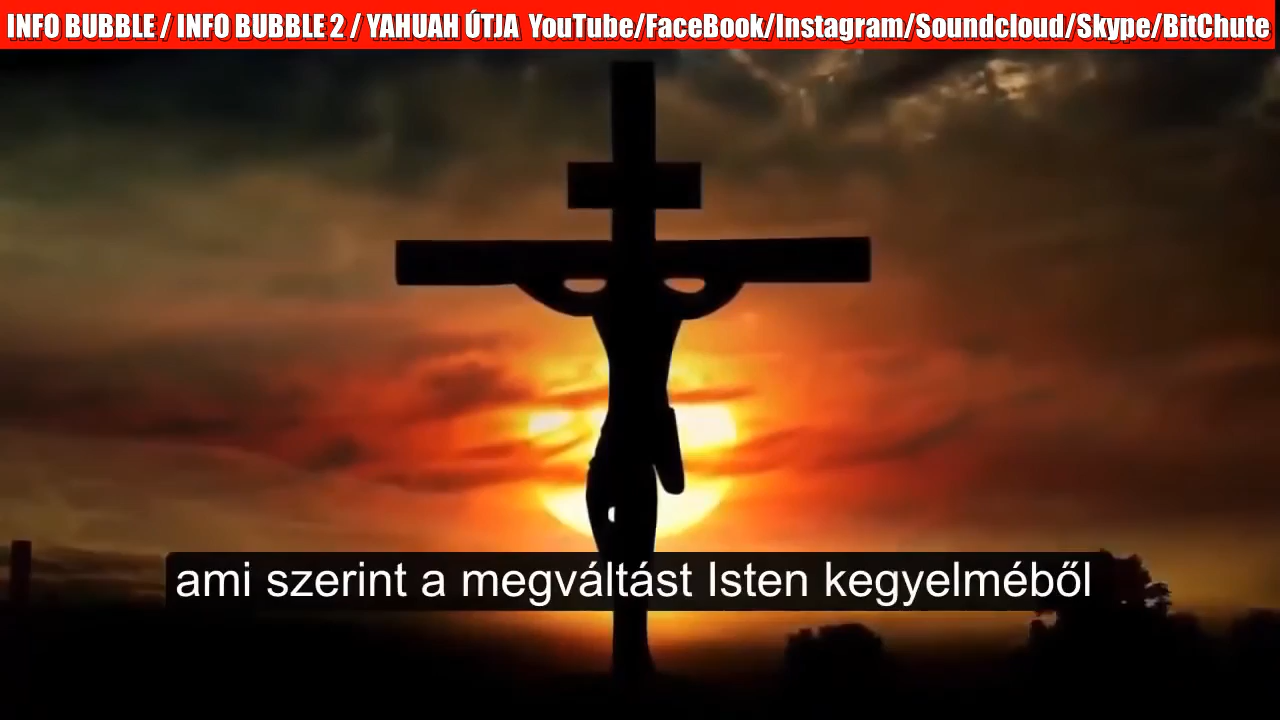 INFO BUBBLE / INFO BUBBLE 2 / YAHUAH ÚTJA YouTube/FaceBook/Instagram/Soundcloud/Skype/BitChute
ami szerint a megváltást Isten kegyelméből